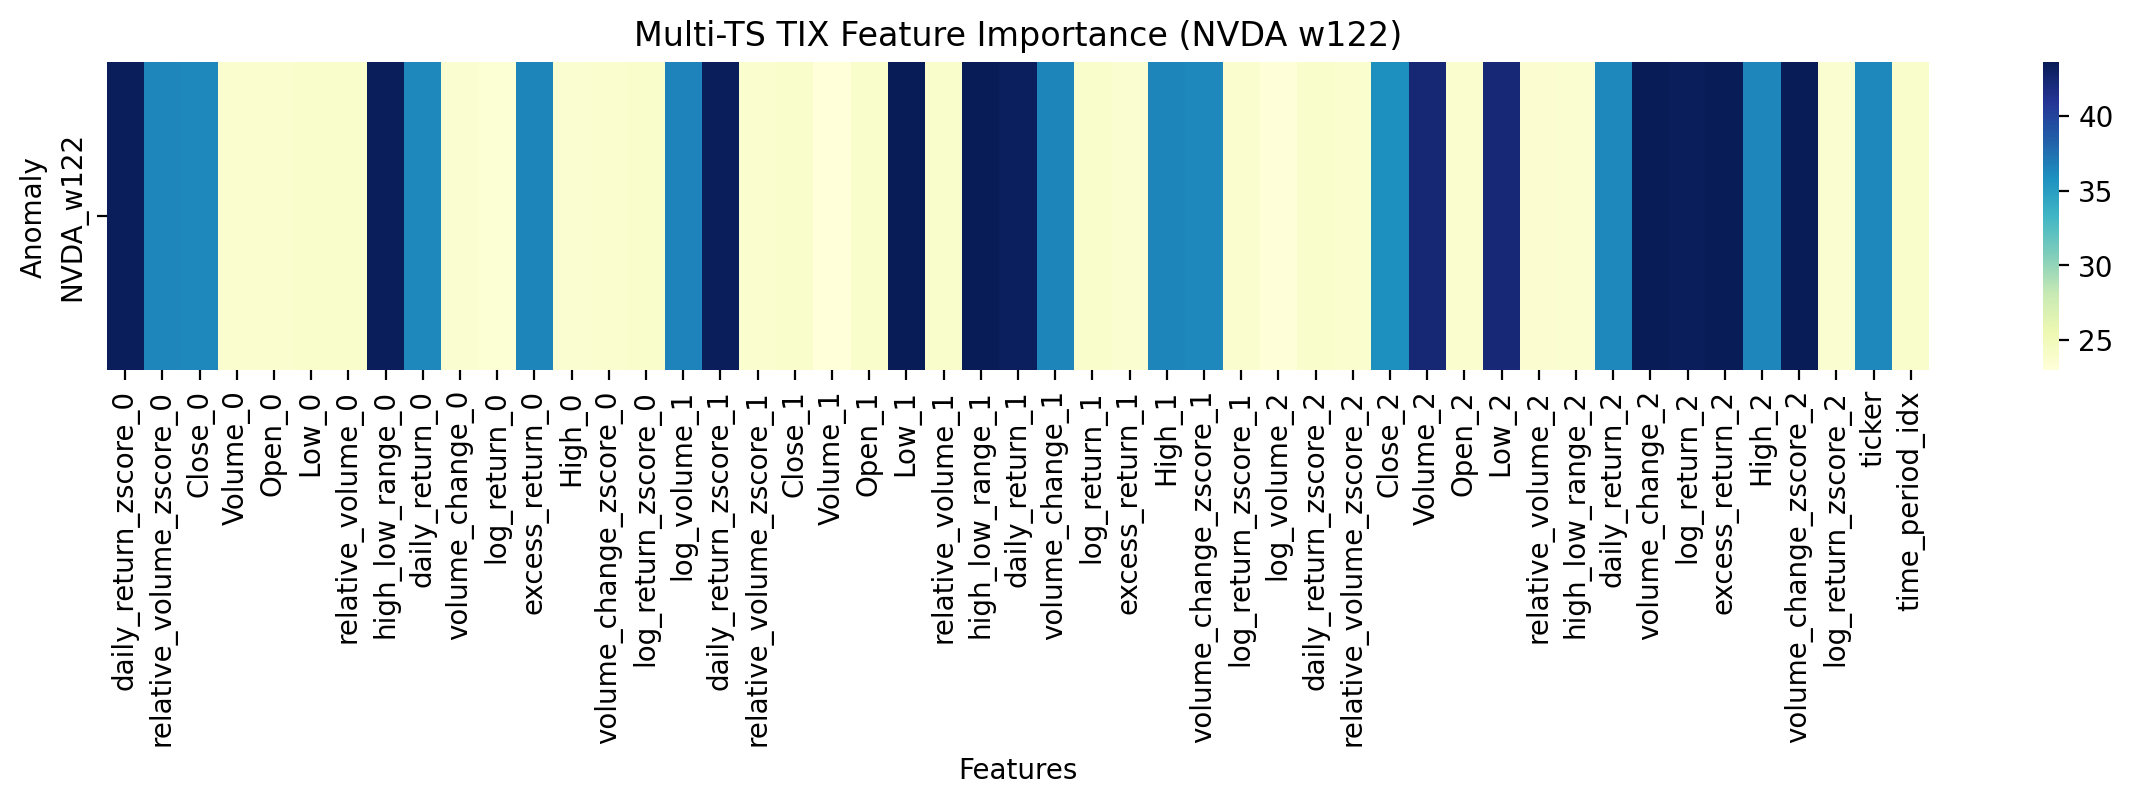 Multi-TS TIX Feature Importance (NVDA w122)
Anomaly
NVDA_w122
40
35
30
25
daily_return_zscore_0
relative_volume_zscore_0
Close_0
Volume_0
Open_0
Low_0
relative_volume_0
high_low_range_0
daily_return_0
volume_change_0
log_return_0
excess_return_0
High_0
volume_change_zscore_0
log_return_zscore_0
log_volume_1
daily_return_zscore_1
relative_volume_zscore_1
Close_1
Volume_1
Open_1
Low_1
relative_volume_1
high_low_range_1
daily_return_1
volume_change_1
log_return_1
excess_return_1
High_1
volume_change_zscore_1
log_return_zscore_1
log_volume_2
daily_return_zscore_2
relative_volume_zscore_2
Close_2
Volume_2
Open_2
Low_2
relative_volume_2
high_low_range_2
daily_return_2
volume_change_2
log_return_2
excess_return_2
High_2
volume_change_zscore_2
log_return_zscore_2
ticker
time_period_idx
Features